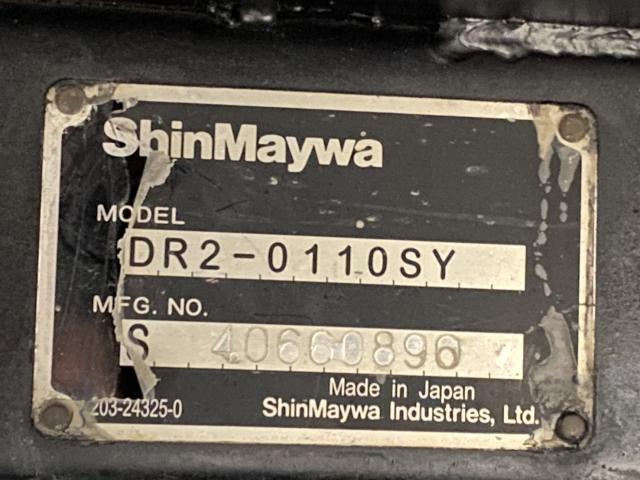 ShinMaywa
MODEL
DR2-0110SY
MFG. NO.
S 40660896
Made in Japan
203-24325-0
ShinMaywa Industries, Ltd.